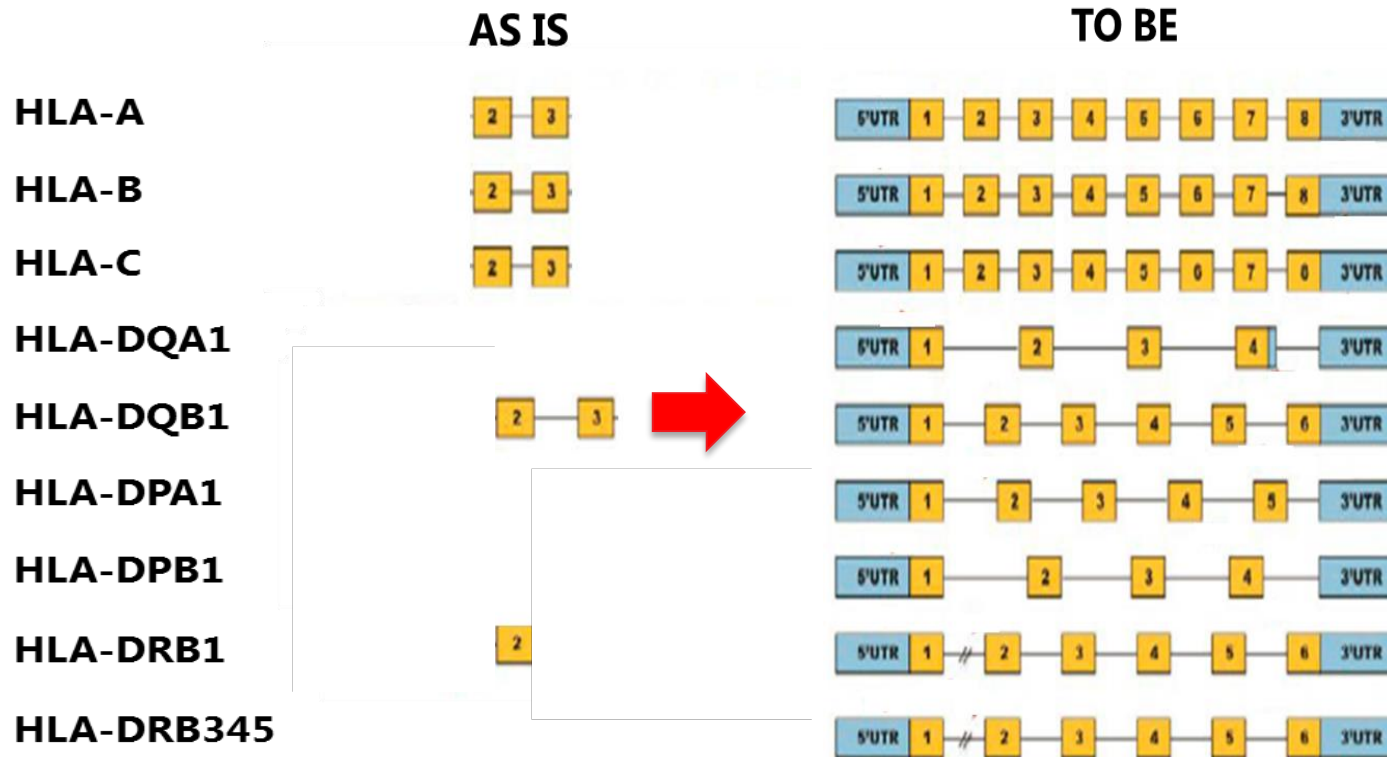 AS IS TO BE
HLA-A 2 3 5'UTR 1 2 3 4 5 6 7 8 3'UTR
HLA-B 2 3 5'UTR 1 2 3 4 5 6 7 8 3'UTR
HLA-C 2 3 5'UTR 1 2 3 4 5 6 7 8 3'UTR
HLA-DQA1 5'UTR 1 2 3 4 3'UTR
HLA-DQB1 2 3 5'UTR 1 2 3 4 5 6 3'UTR
HLA-DPA1 5'UTR 1 2 3 4 5 3'UTR
HLA-DPB1 5'UTR 1 2 3 4 3'UTR
HLA-DRB1 2 5'UTR 1 2 3 4 5 6 3'UTR
HLA-DRB345 5'UTR 1 2 3 4 5 6 3'UTR